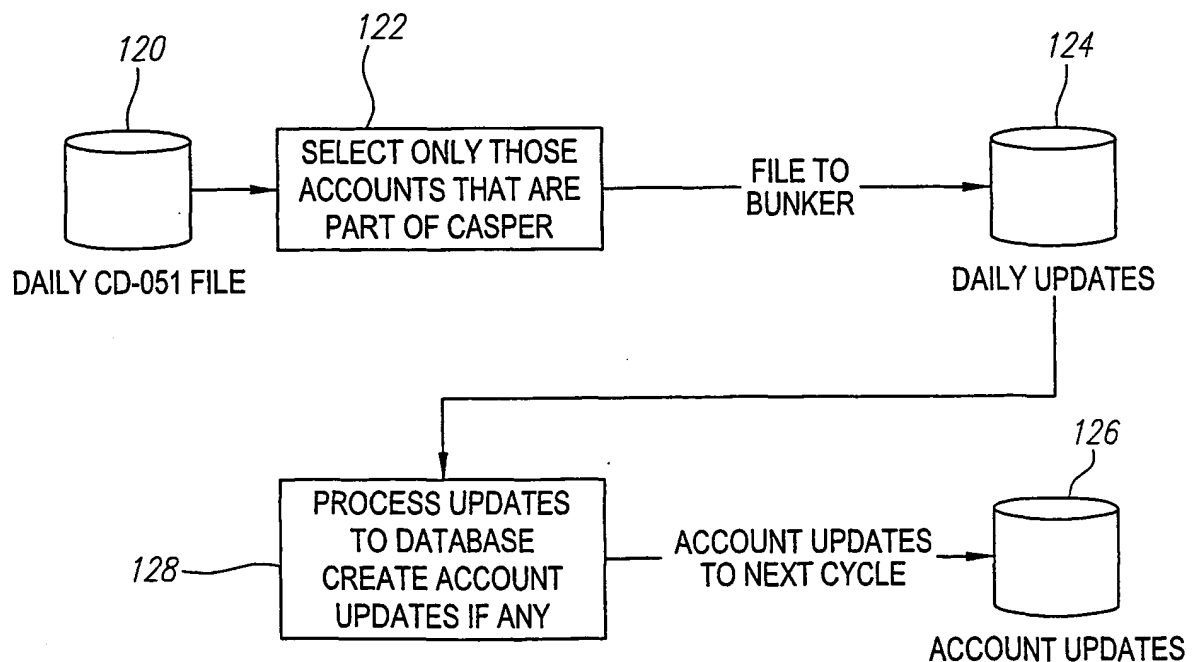 120
122
124
SELECT ONLY THOSE
ACCOUNTS THAT ARE
PART OF CASPER
FILE TO
BUNKER
DAILY CD-051 FILE
DAILY UPDATES
126
PROCESS UPDATES
TO DATABASE
CREATE ACCOUNT
UPDATES IF ANY
128
ACCOUNT UPDATES
TO NEXT CYCLE
ACCOUNT UPDATES